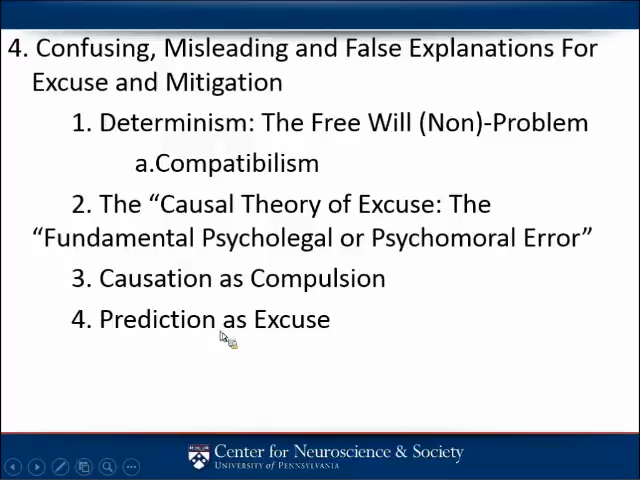 4. Confusing, Misleading and False Explanations For
Excuse and Mitigation
1. Determinism: The Free Will (Non)-Problem
a.Compatibilism
2. The “Causal Theory of Excuse: The
“Fundamental Psycholegal or Psychomoral Error”
3. Causation as Compulsion
4. Prediction as Excuse
Center for Neuroscience & Society
UNIVERSITY OF PENNSYLVANIA